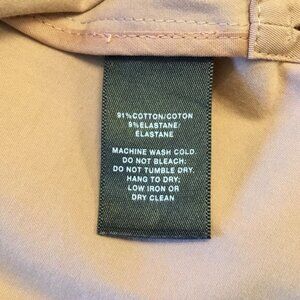 91%COTTON/COTON
9%ELASTANE/
ÉLASTANE
MACHINE WASH COLD.
DO NOT BLEACH.
DO NOT TUMBLE DRY.
HANG TO DRY;
LOW IRON OR
DRY CLEAN